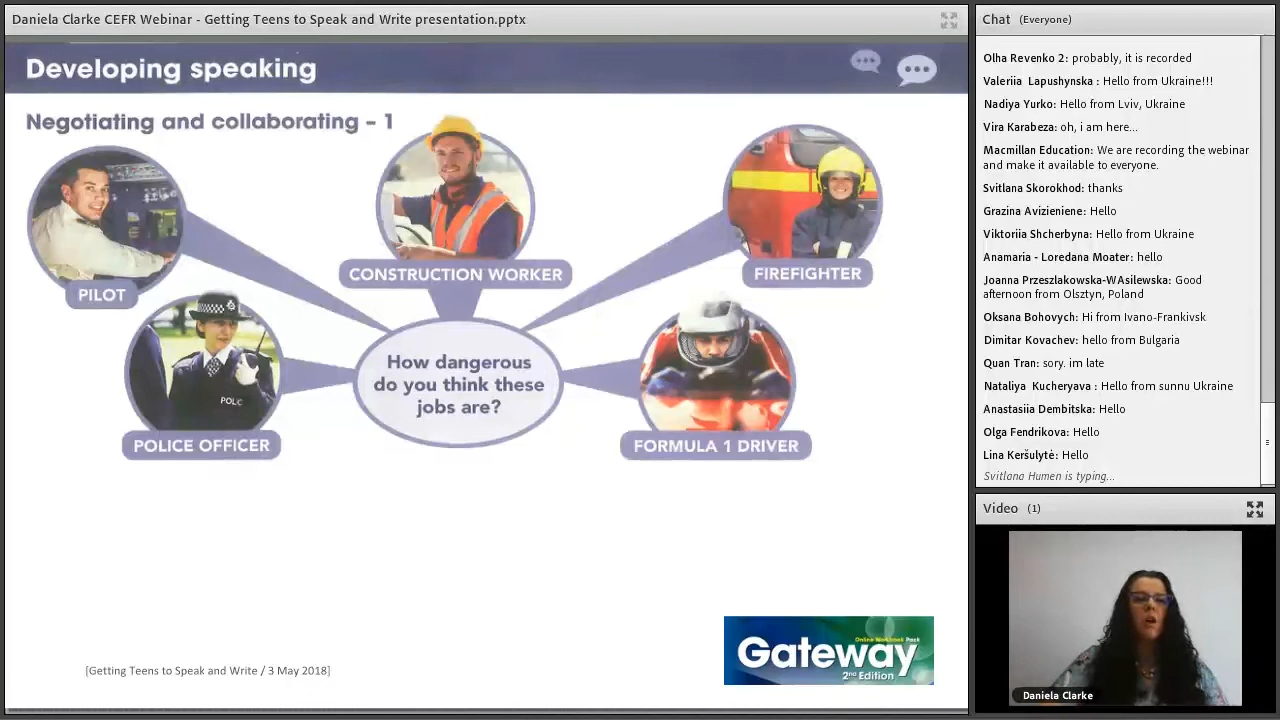 Daniela Clarke CEFR Webinar - Getting Teens to Speak and Write presentation.pptx
Developing speaking
Negotiating and collaborating – 1
PILOT
CONSTRUCTION WORKER
FIREFIGHTER
POLICE OFFICER
How dangerous
do you think these
jobs are?
FORMULA 1 DRIVER
POLC
[Getting Teens to Speak and Write / 3 May 2018]
Online Workbook Pack
Gateway
2nd Edition
Chat (Everyone)
Olha Revenko 2: probably, it is recorded
Valeriia Lapushynska : Hello from Ukraine!!!
Nadiya Yurko: Hello from Lviv, Ukraine
Vira Karabeza: oh, i am here...
Macmillan Education: We are recording the webinar
and make it available to everyone.
Svitlana Skorokhod: thanks
Grazina Avizieniene: Hello
Viktoriia Shcherbyna: Hello from Ukraine
Anamaria - Loredana Moater: hello
Joanna Przeszlakowska-WAsilewska: Good
afternoon from Olsztyn, Poland
Oksana Bohovych: Hi from Ivano-Frankivsk
Dimitar Kovachev: hello from Bulgaria
Quan Tran: sory. im late
Nataliya Kucheryava : Hello from sunnu Ukraine
Anastasiia Dembitska: Hello
Olga Fendrikova: Hello
Lina Keršulytė: Hello
Svitlana Humen is typing...
Video (1)
Daniela Clarke